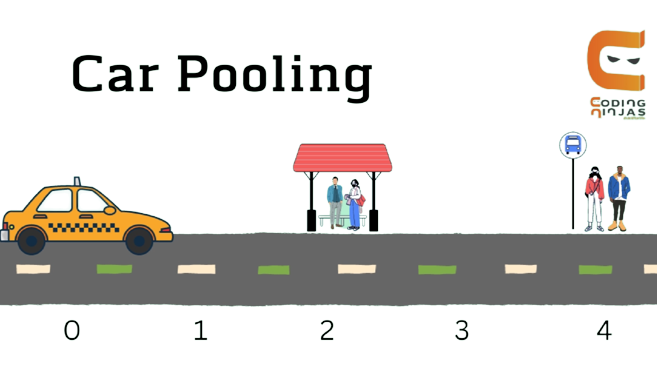 Car Pooling
CODING
NINJAS
0 1 2 3 4